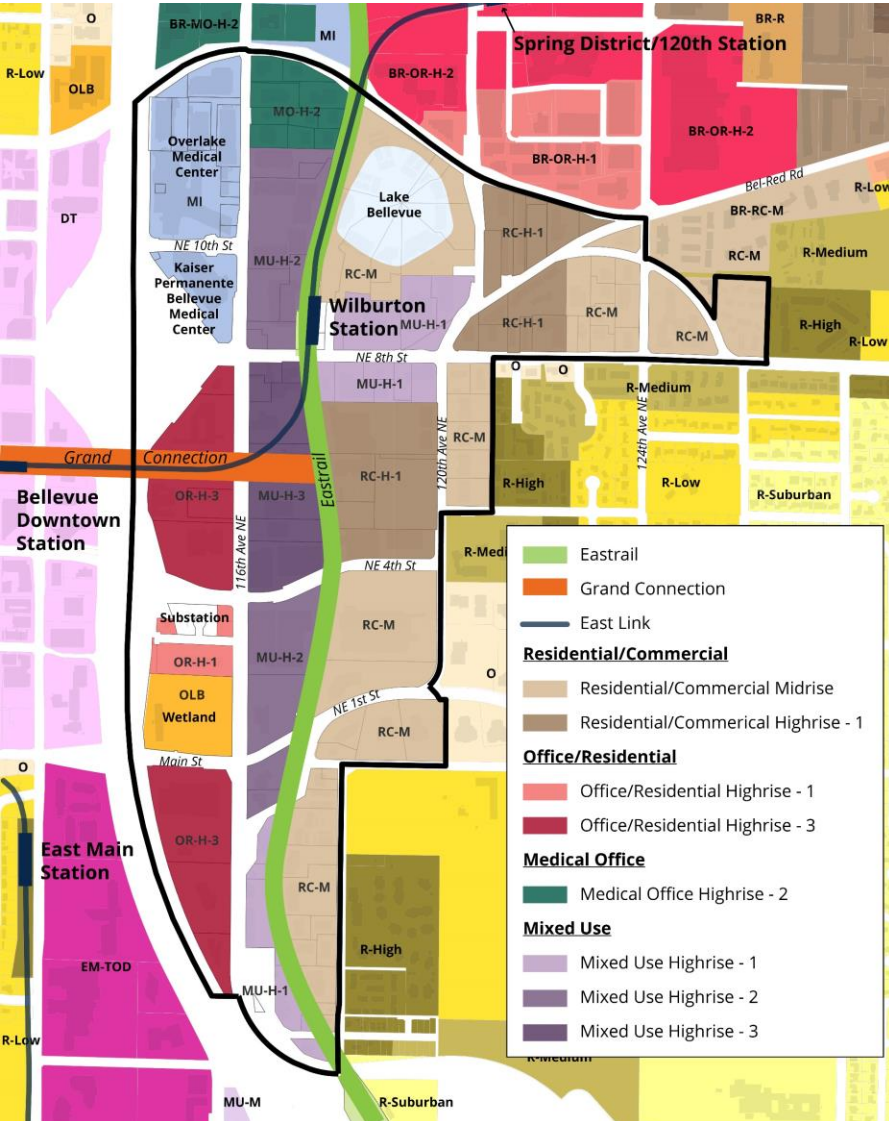 O
BR-MO-H-2
MI
BR-R
Spring District/120th Station
R-Low
OLB
BR-OR-H-2
MO-H-2
BR-OR-H-2
Overlake
Medical
Center
MI
BR-OR-H-1
Bel-Red Rd
R-Low
Lake
Bellevue
DT
BR-RC-M
NE 10th St
RC-H-1
RC-M
R-Medium
MU-H-2
Kaiser
Permanente
Bellevue
Medical
Center
RC-M
Wilburton
Station
MU-H-1
RC-H-1
RC-M
RC-M
R-High
R-Low
NE 8th St
O
O
MU-H-1
R-Medium
120th Ave NE
124th Ave NE
RC-M
Grand Connection
Eastrail
RC-H-1
R-High
R-Low
R-Suburban
Bellevue
Downtown
Station
OR-H-3
MU-H-3
116th Ave NE
R-Medi
NE 4th St
Substation
RC-M
OR-H-1
MU-H-2
OLB
Wetland
O
NE 1st St
RC-M
Main St
O
East Main
Station
OR-H-3
RC-M
R-High
EM-TOD
MU-H-1
R-Low
R-Medium
MU-M
R-Suburban
Eastrail
Grand Connection
East Link
Residential/Commercial
Residential/Commercial Midrise
Residential/Commerical Highrise - 1
Office/Residential
Office/Residential Highrise - 1
Office/Residential Highrise - 3
Medical Office
Medical Office Highrise - 2
Mixed Use
Mixed Use Highrise - 1
Mixed Use Highrise - 2
Mixed Use Highrise - 3